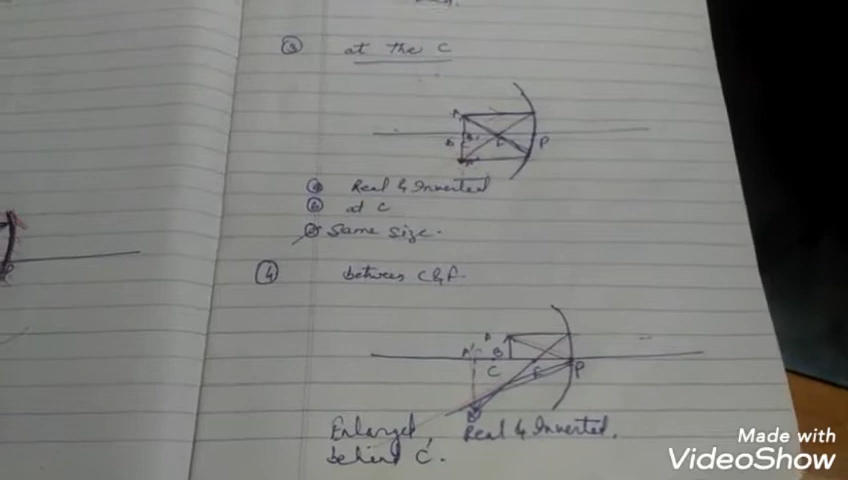 ③ at the C
A
B B' F P
A'
ⓐ Real & Inverted
ⓑ at C
ⓒ Same size.
④ between C & F.
A
A' B
C F P
Enlarged, Real & Inverted.
behind C.
Made with
VideoShow